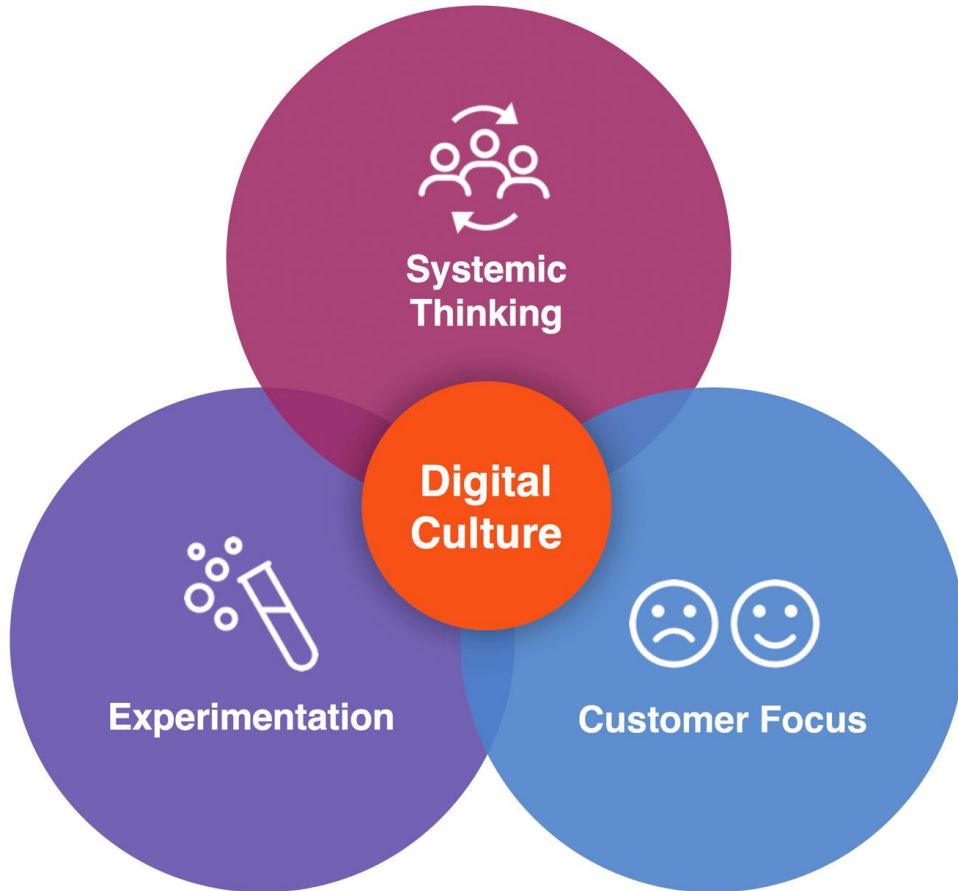 Systemic
Thinking
Digital
Culture
Experimentation
Customer Focus